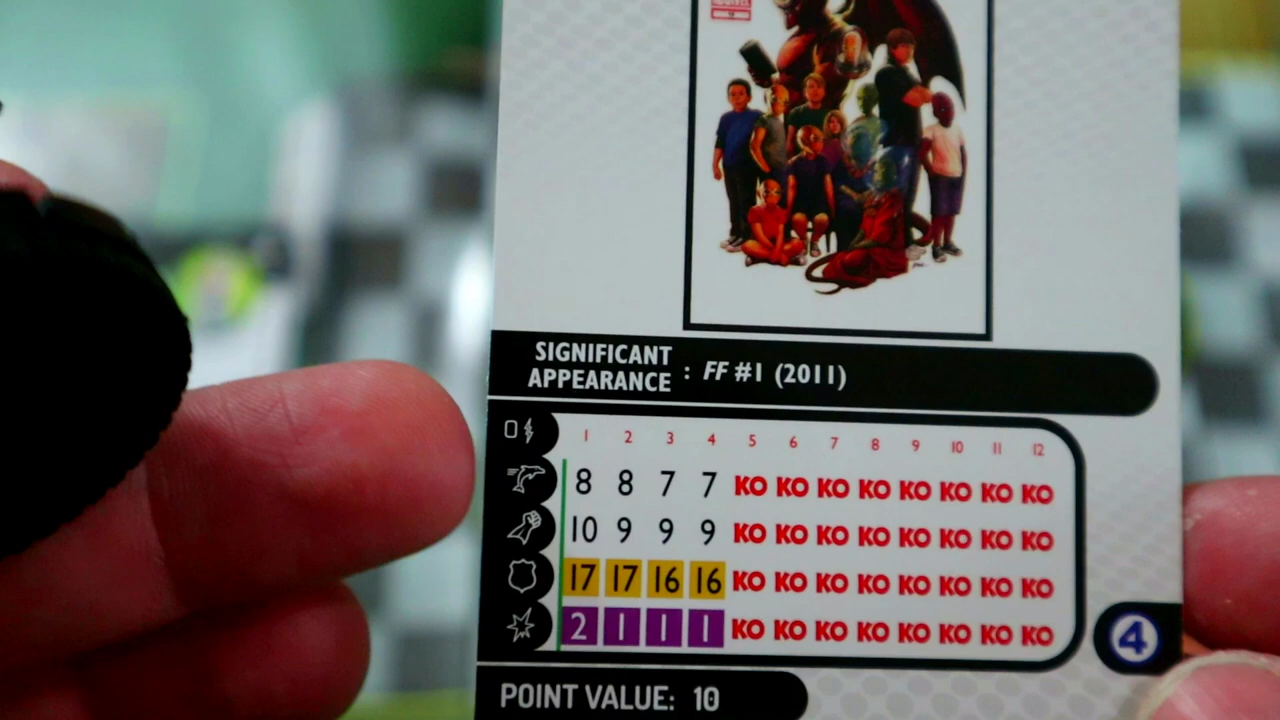 SIGNIFICANT
APPEARANCE : FF #1 (2011)
0 1 2 3 4 5 6 7 8 9 10 11 12
8 8 7 7 KO KO KO KO KO KO KO KO
10 9 9 9 KO KO KO KO KO KO KO KO
17 17 16 16 KO KO KO KO KO KO KO KO
2 1 1 1 KO KO KO KO KO KO KO KO
4
POINT VALUE: 10